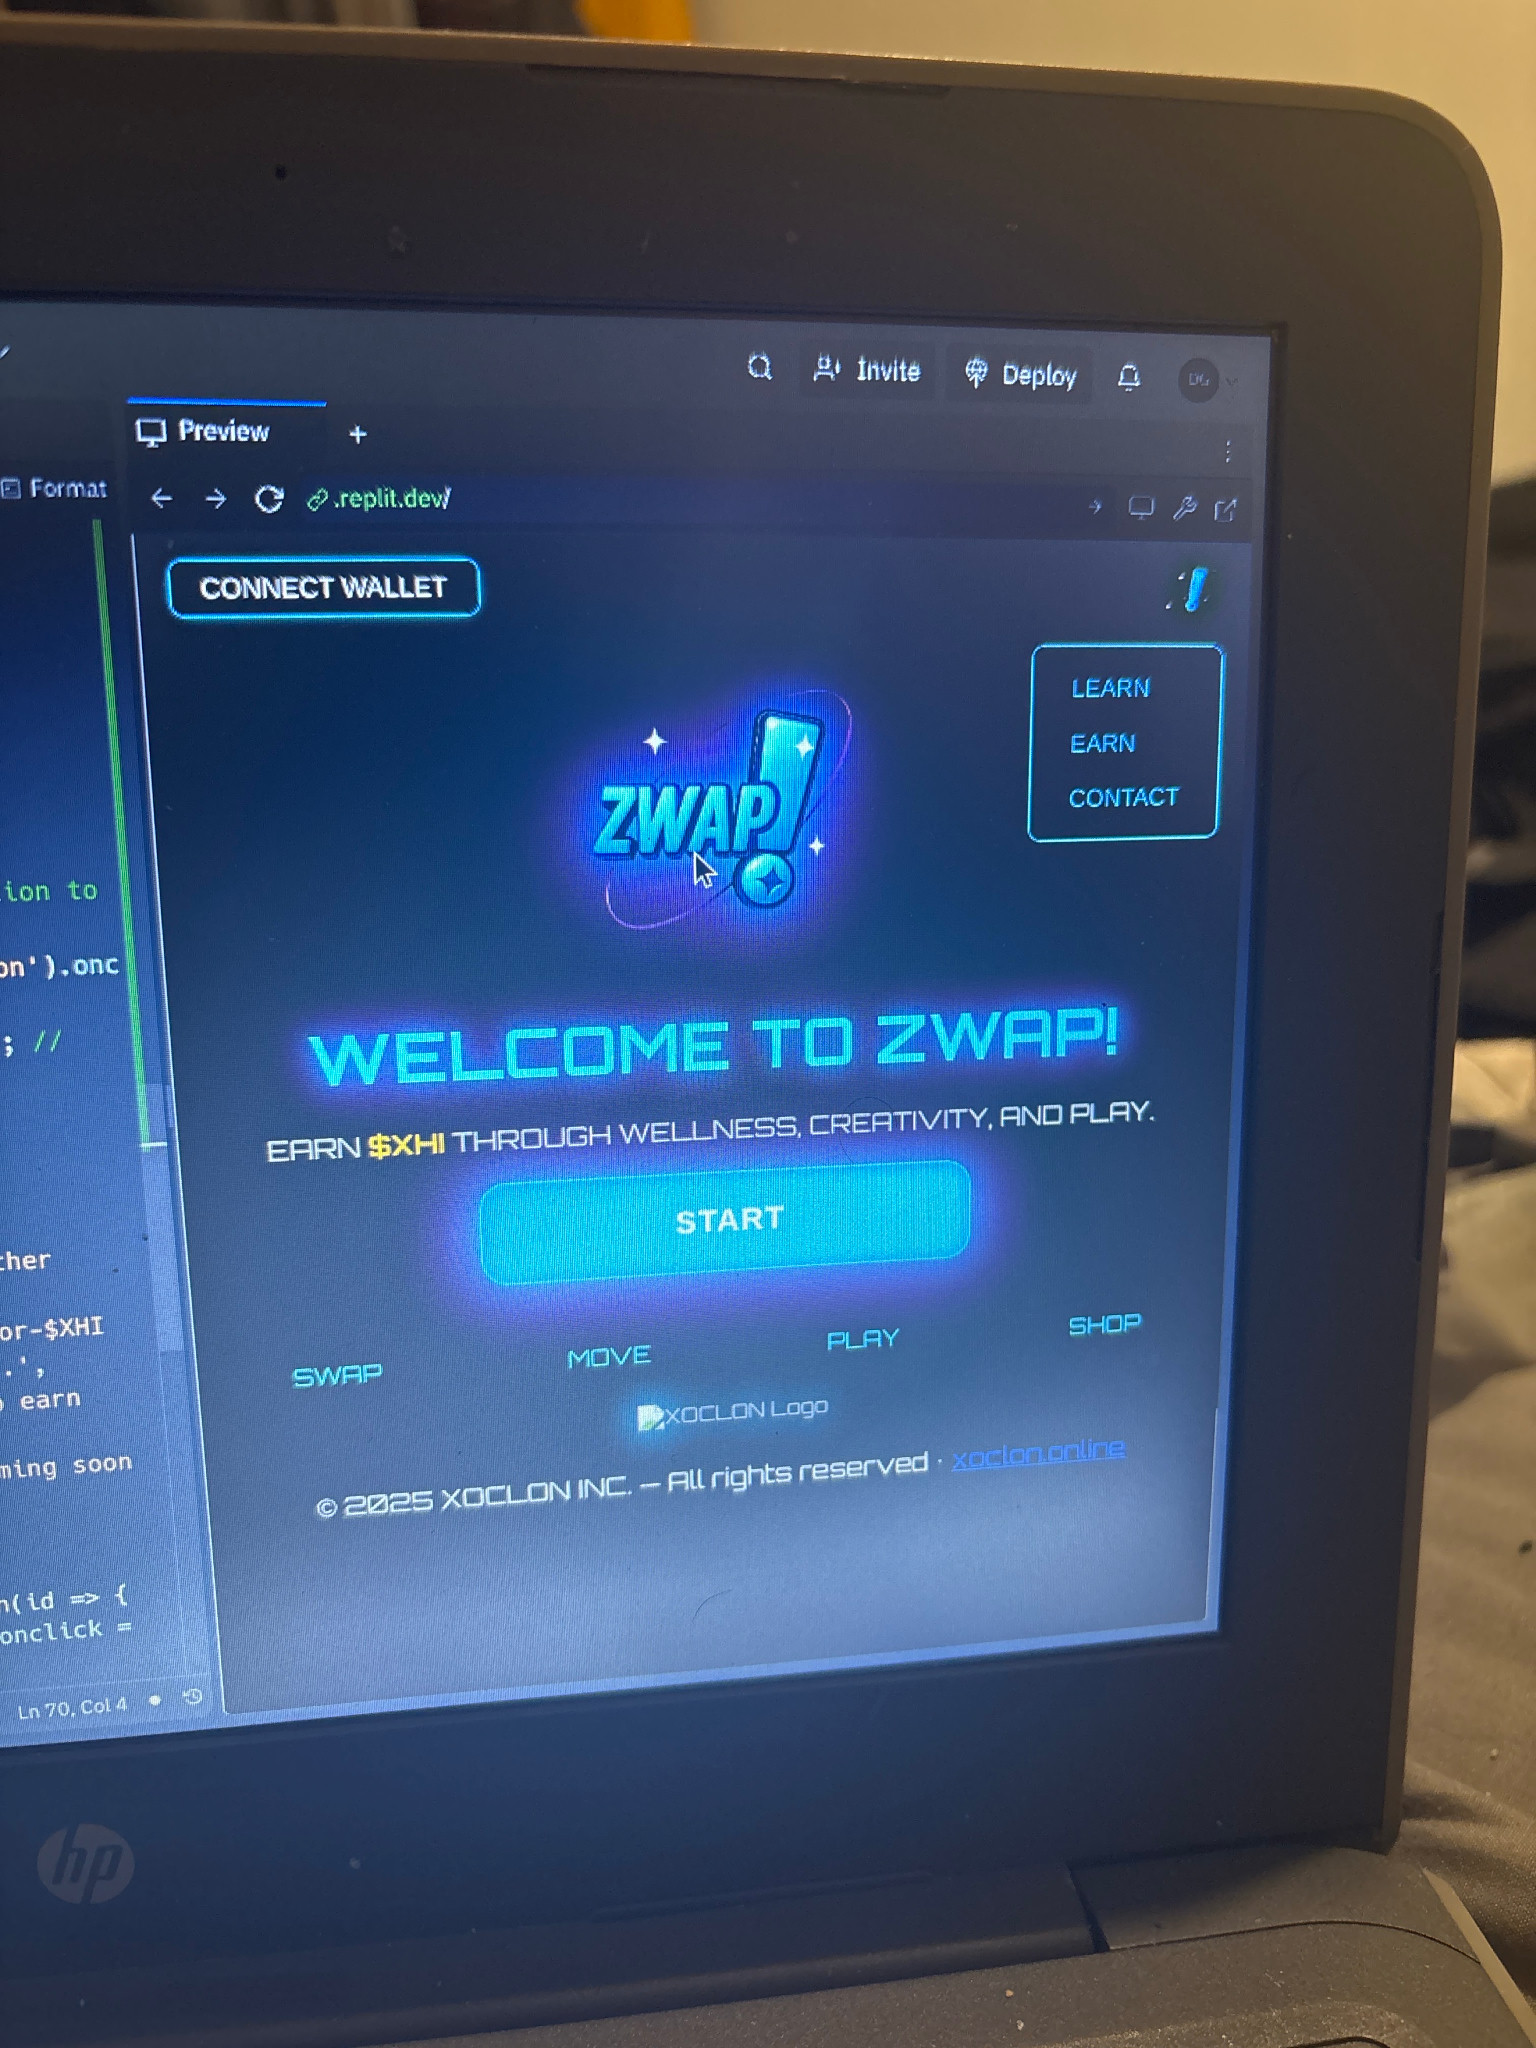 Invite
Deploy
DG
Preview
+
Format
.replit.dev/
CONNECT WALLET
LEARN
EARN
CONTACT
ZWAP!
WELCOME TO ZWAP!
EARN $XHI THROUGH WELLNESS, CREATIVITY, AND PLAY.
START
SWAP
MOVE
PLAY
SHOP
XOCLON Logo
© 2025 XOCLON INC. — All rights reserved · xoclon.online
ion to
on').onc
; //
ther
or-$XHI
.',
earn
ming soon
(id => {
onclick =
Ln 70, Col 4
hp